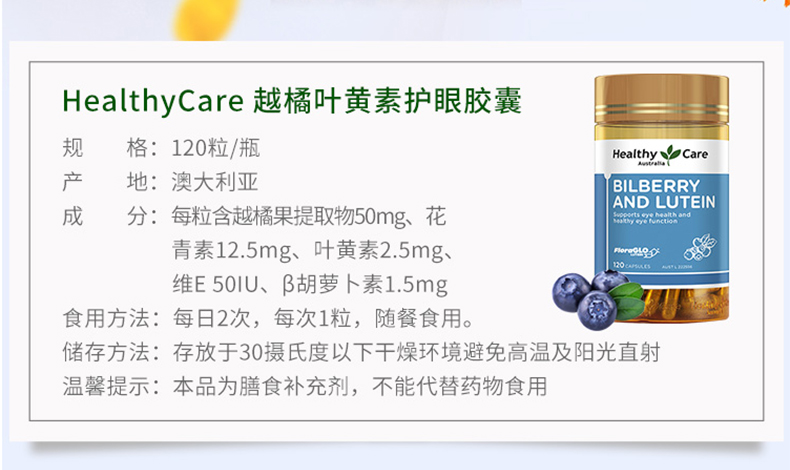 HealthyCare 越橘叶黄素护眼胶囊
规 格：120粒/瓶
产 地：澳大利亚
成 分：每粒含越橘果提取物50mg、花
青素12.5mg、叶黄素2.5mg、
维E 50IU、β胡萝卜素1.5mg
食用方法：每日2次，每次1粒，随餐食用。
储存方法：存放于30摄氏度以下干燥环境避免高温及阳光直射
温馨提示：本品为膳食补充剂，不能代替药物食用
Healthy Care
Australia
BILBERRY
AND LUTEIN
Supports eye health and
healthy eye function
FloraGLO
120 CAPSULES